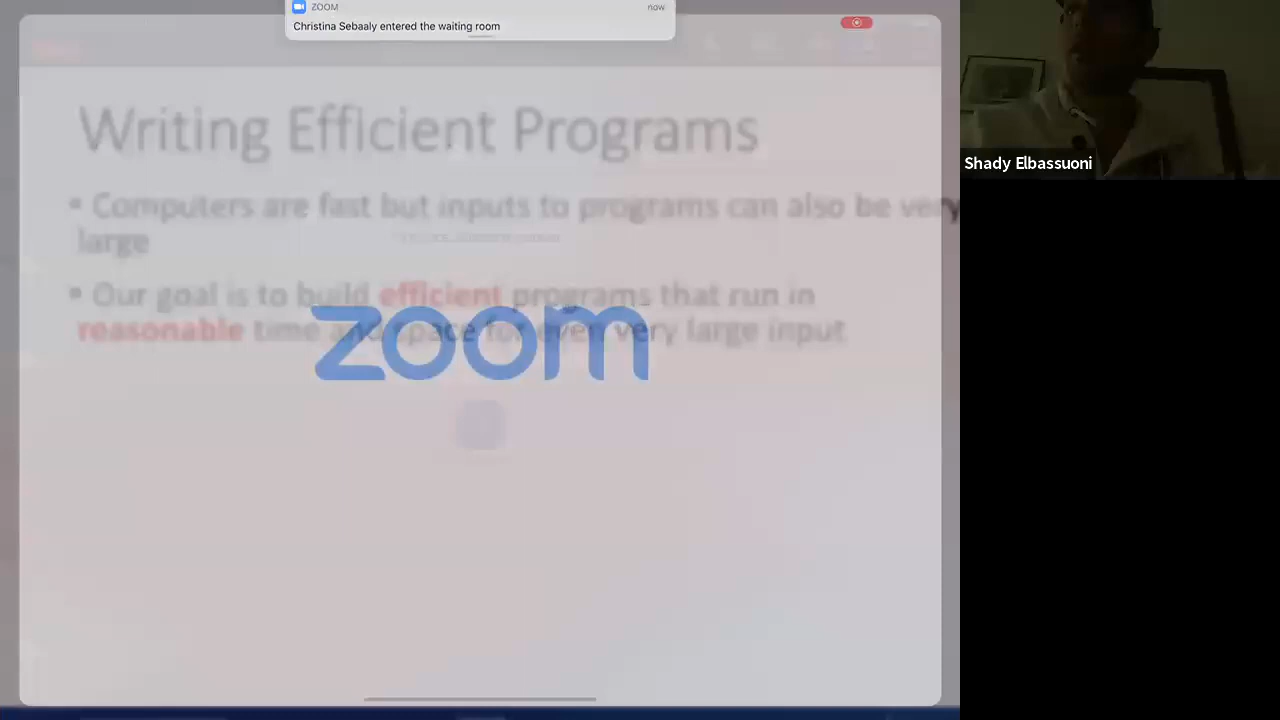 ZOOM
now
Christina Sebaaly entered the waiting room
Writing Efficient Programs
▪ Computers are fast but inputs to programs can also be very
large
▪ Our goal is to build efficient programs that run in
reasonable time and space for even very large input
zoom
Shady Elbassuoni